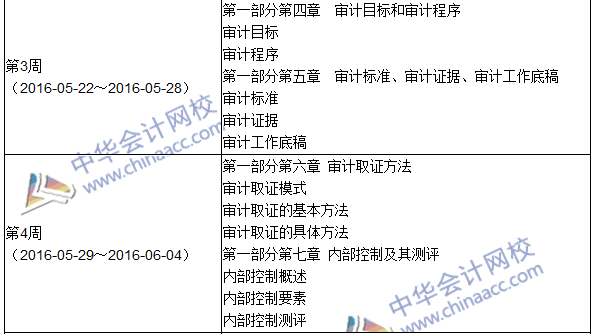 第3周
（2016-05-22～2016-05-28）
第一部分第四章 审计目标和审计程序
审计目标
审计程序
第一部分第五章 审计标准、审计证据、审计工作底稿
审计标准
审计证据
审计工作底稿
中华会计网校
www.chinaacc.com
第4周
（2016-05-29～2016-06-04）
第一部分第六章 审计取证方法
审计取证模式
审计取证的基本方法
审计取证的具体方法
第一部分第七章 内部控制及其测评
内部控制概述
内部控制要素
内部控制测评
中华会计网校
www.chinaacc.com